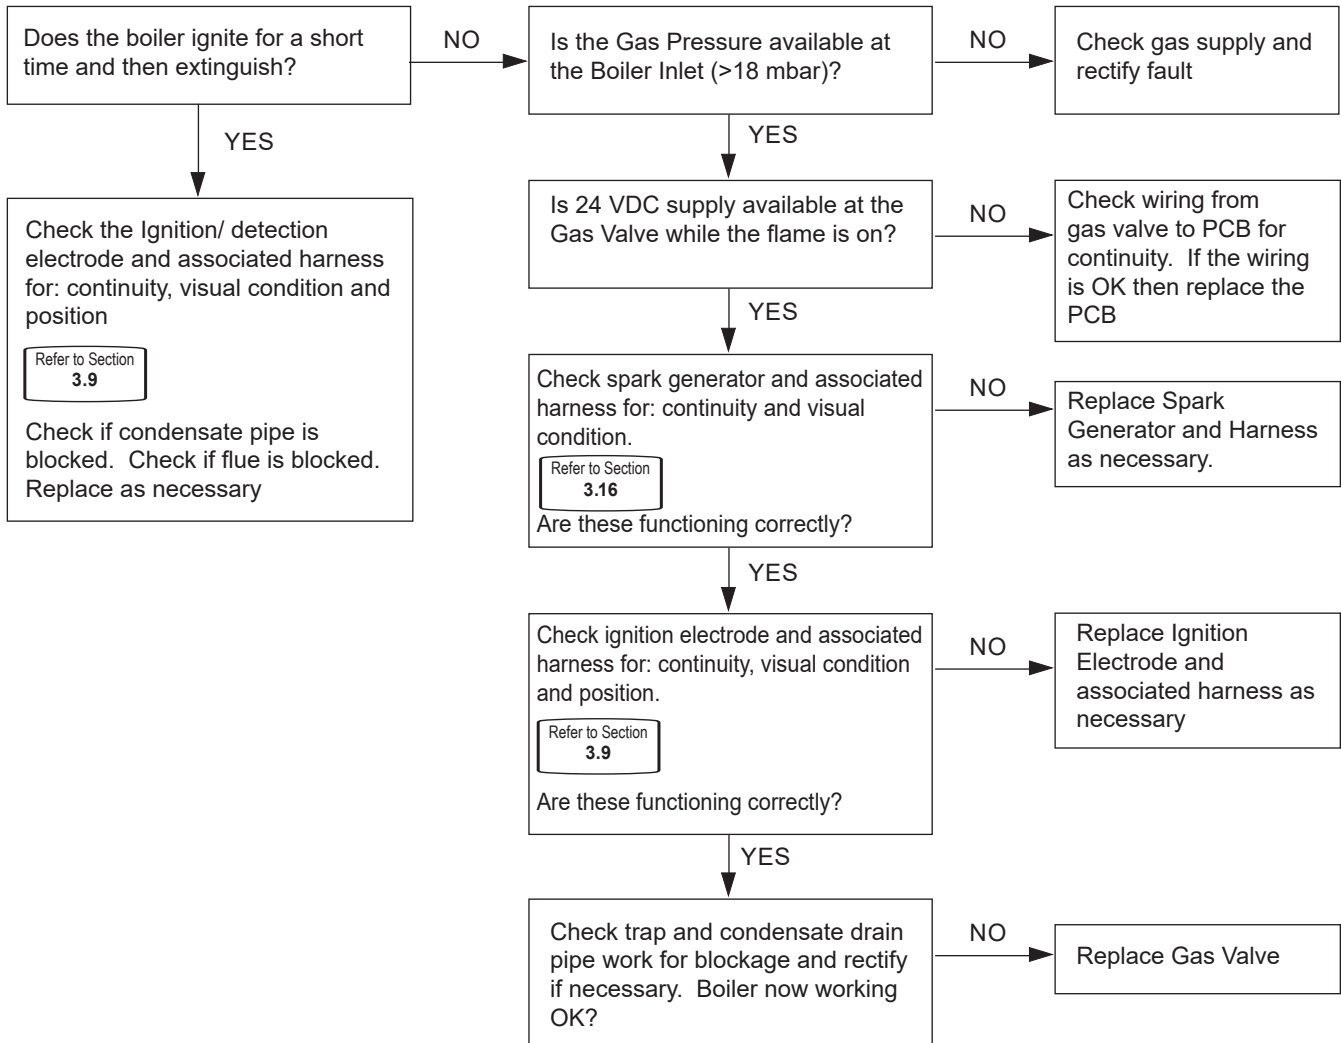 Does the boiler ignite for a short
time and then extinguish?
NO
Is the Gas Pressure available at
the Boiler Inlet (>18 mbar)?
NO
Check gas supply and
rectify fault
YES
YES
Check the Ignition/ detection
electrode and associated harness
for: continuity, visual condition and
position
Refer to Section
3.9
Check if condensate pipe is
blocked.  Check if flue is blocked.
Replace as necessary
Is 24 VDC supply available at the
Gas Valve while the flame is on?
NO
Check wiring from
gas valve to PCB for
continuity.  If the wiring
is OK then replace the
PCB
YES
Check spark generator and associated
harness for: continuity and visual
condition.
Refer to Section
3.16
Are these functioning correctly?
NO
Replace Spark
Generator and Harness
as necessary.
YES
Check ignition electrode and associated
harness for: continuity, visual condition
and position.
Refer to Section
3.9
Are these functioning correctly?
NO
Replace Ignition
Electrode and
associated harness as
necessary
YES
Check trap and condensate drain
pipe work for blockage and rectify
if necessary.  Boiler now working
OK?
NO
Replace Gas Valve